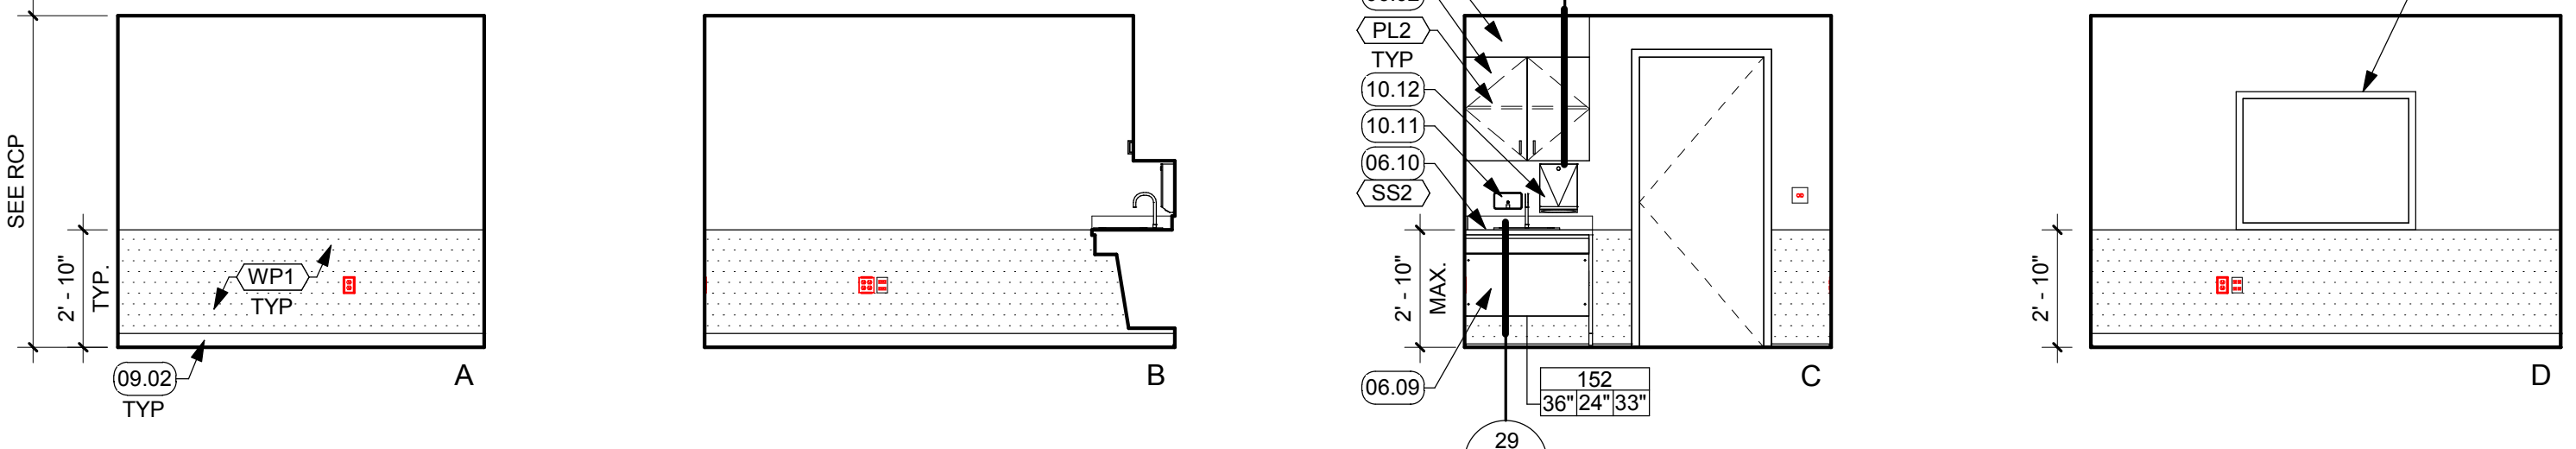 SEE RCP
2' - 10"
TYP.
WP1
TYP
09.02
TYP
A
B
PL2
TYP
10.12
10.11
06.10
SS2
2' - 10"
MAX.
06.09
152
36" 24" 33"
29
C
2' - 10"
D